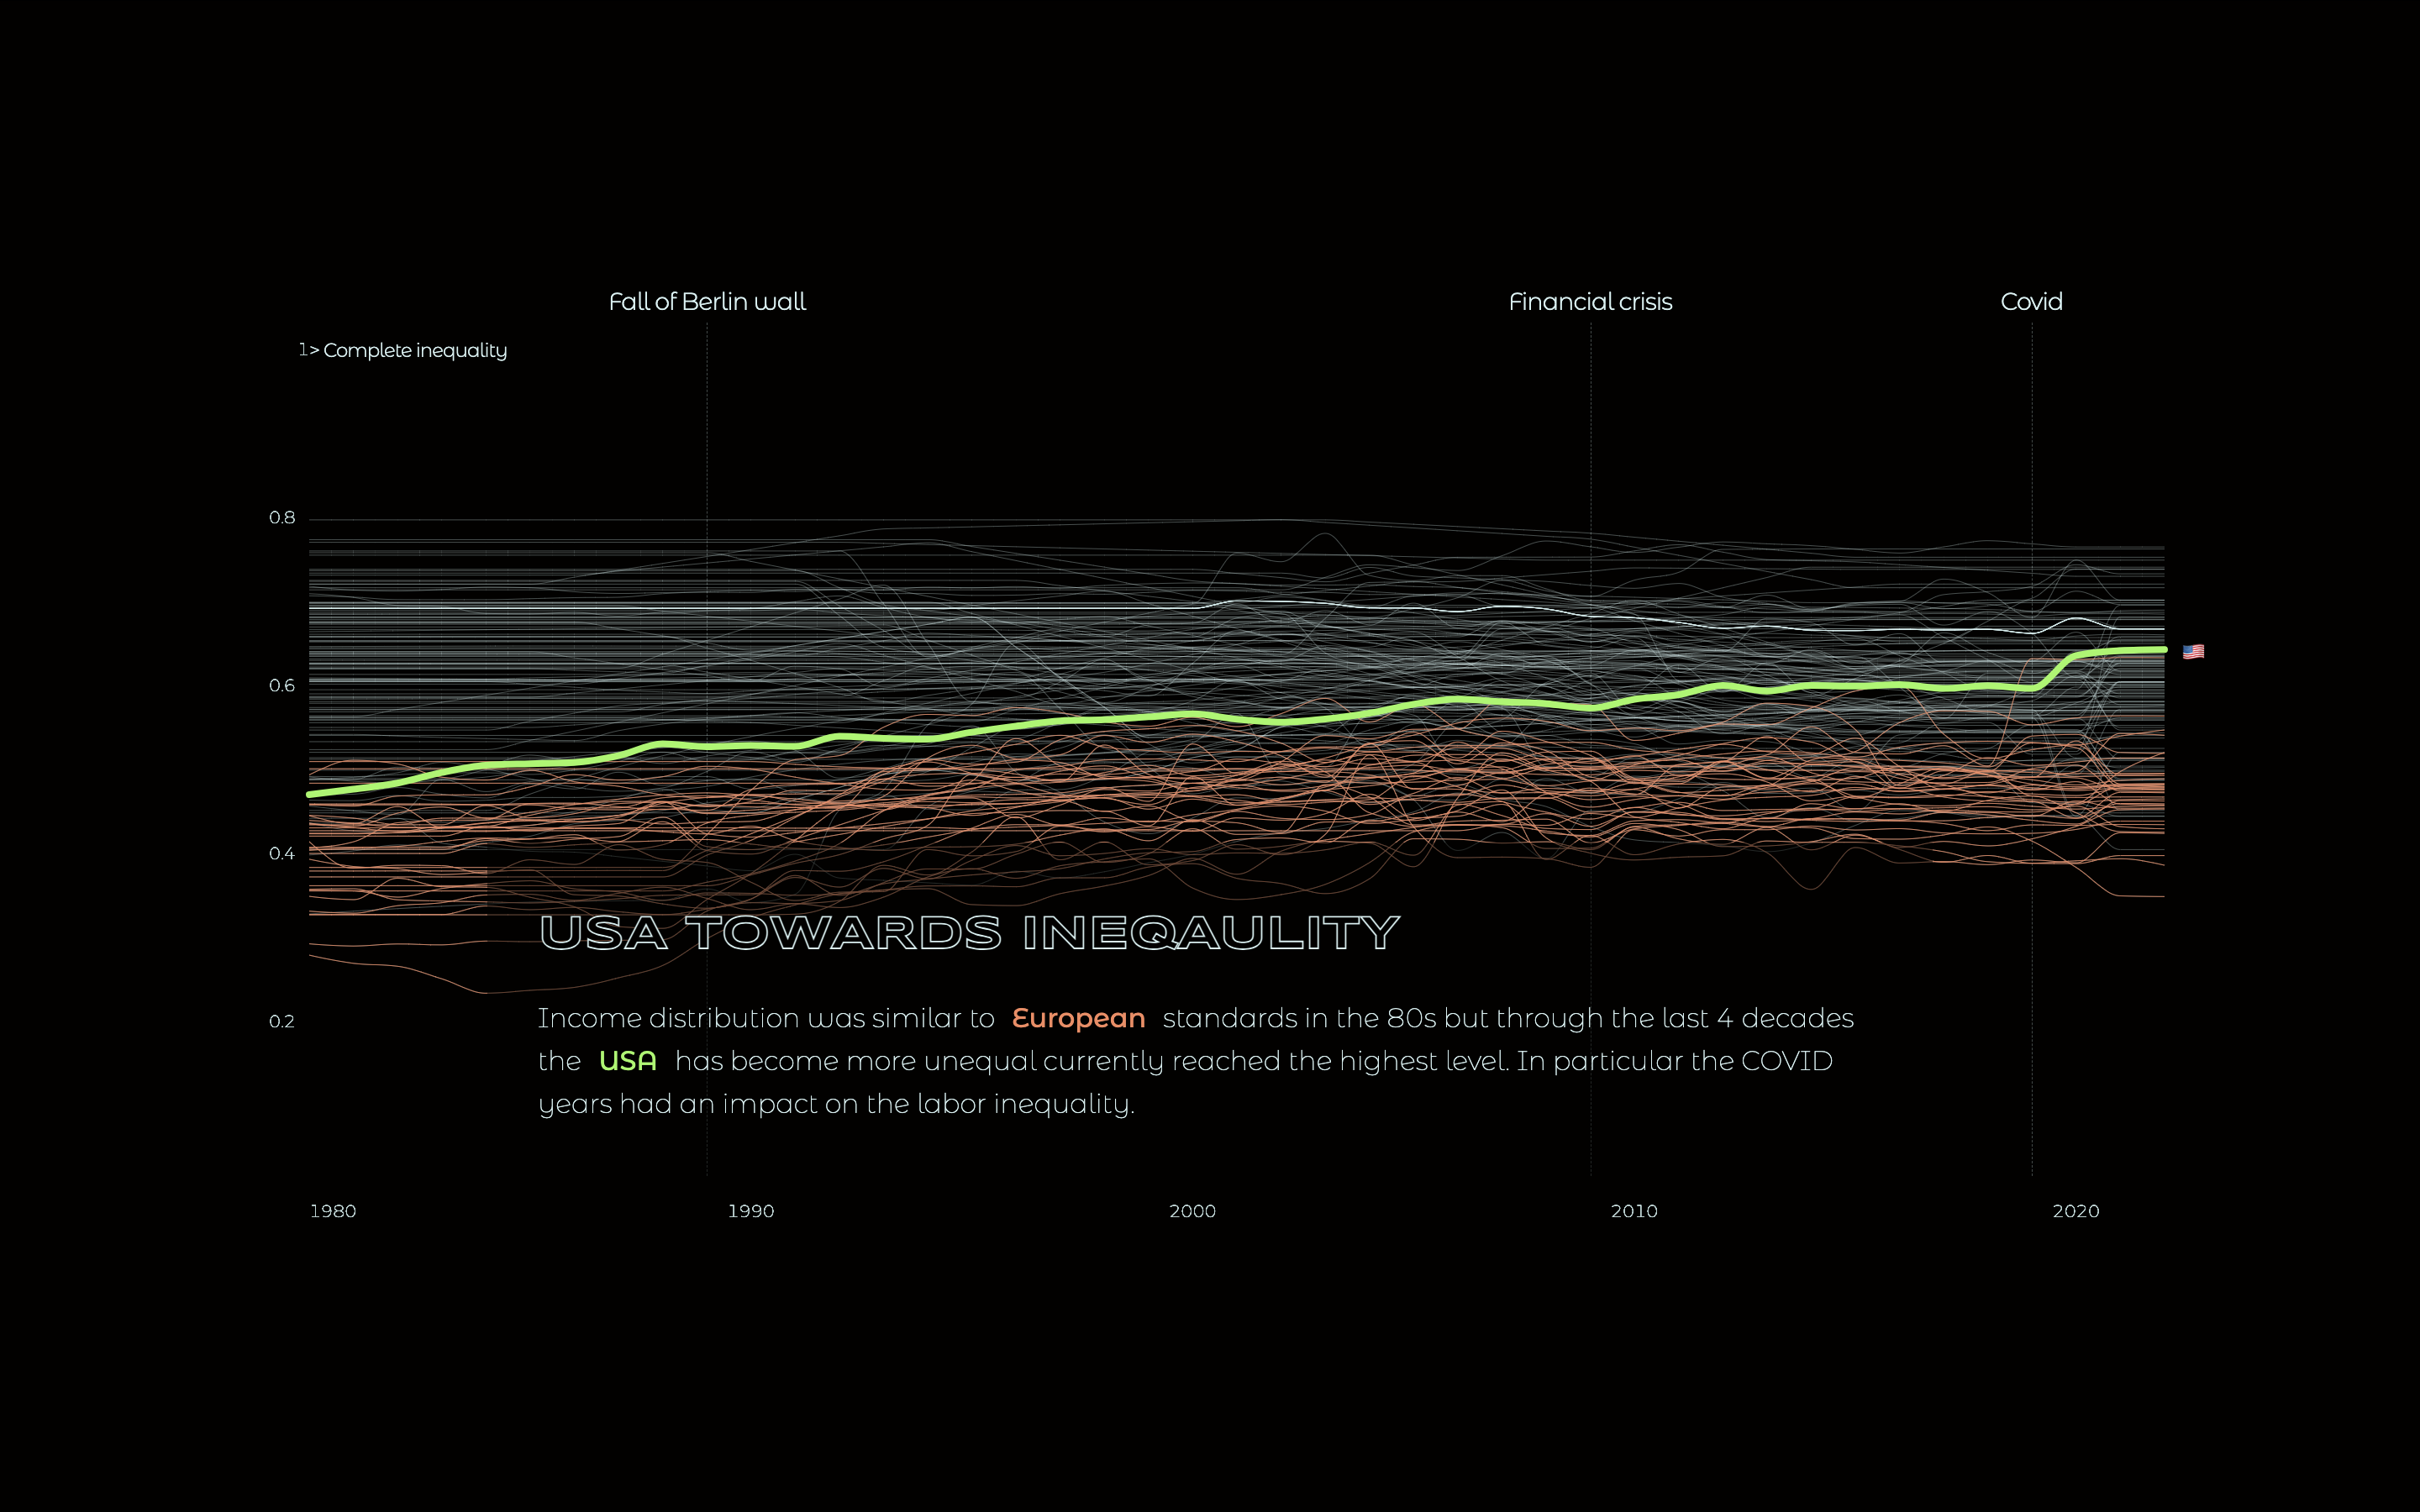 Fall of Berlin wall
Financial crisis
Covid
1> Complete inequality
0.8
0.6
0.4
0.2
USA TOWARDS INEQAULITY
Income distribution was similar to European standards in the 80s but through the last 4 decades
the USA has become more unequal currently reached the highest level. In particular the COVID
years had an impact on the labor inequality.
1980
1990
2000
2010
2020